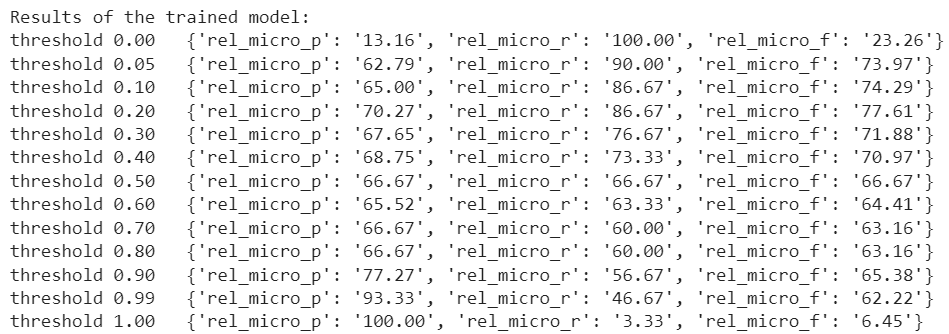 Results of the trained model:
threshold 0.00   {'rel_micro_p': '13.16', 'rel_micro_r': '100.00', 'rel_micro_f': '23.26'}
threshold 0.05   {'rel_micro_p': '62.79', 'rel_micro_r': '90.00', 'rel_micro_f': '73.97'}
threshold 0.10   {'rel_micro_p': '65.00', 'rel_micro_r': '86.67', 'rel_micro_f': '74.29'}
threshold 0.20   {'rel_micro_p': '70.27', 'rel_micro_r': '86.67', 'rel_micro_f': '77.61'}
threshold 0.30   {'rel_micro_p': '67.65', 'rel_micro_r': '76.67', 'rel_micro_f': '71.88'}
threshold 0.40   {'rel_micro_p': '68.75', 'rel_micro_r': '73.33', 'rel_micro_f': '70.97'}
threshold 0.50   {'rel_micro_p': '66.67', 'rel_micro_r': '66.67', 'rel_micro_f': '66.67'}
threshold 0.60   {'rel_micro_p': '65.52', 'rel_micro_r': '63.33', 'rel_micro_f': '64.41'}
threshold 0.70   {'rel_micro_p': '66.67', 'rel_micro_r': '60.00', 'rel_micro_f': '63.16'}
threshold 0.80   {'rel_micro_p': '66.67', 'rel_micro_r': '60.00', 'rel_micro_f': '63.16'}
threshold 0.90   {'rel_micro_p': '77.27', 'rel_micro_r': '56.67', 'rel_micro_f': '65.38'}
threshold 0.99   {'rel_micro_p': '93.33', 'rel_micro_r': '46.67', 'rel_micro_f': '62.22'}
threshold 1.00   {'rel_micro_p': '100.00', 'rel_micro_r': '3.33', 'rel_micro_f': '6.45'}